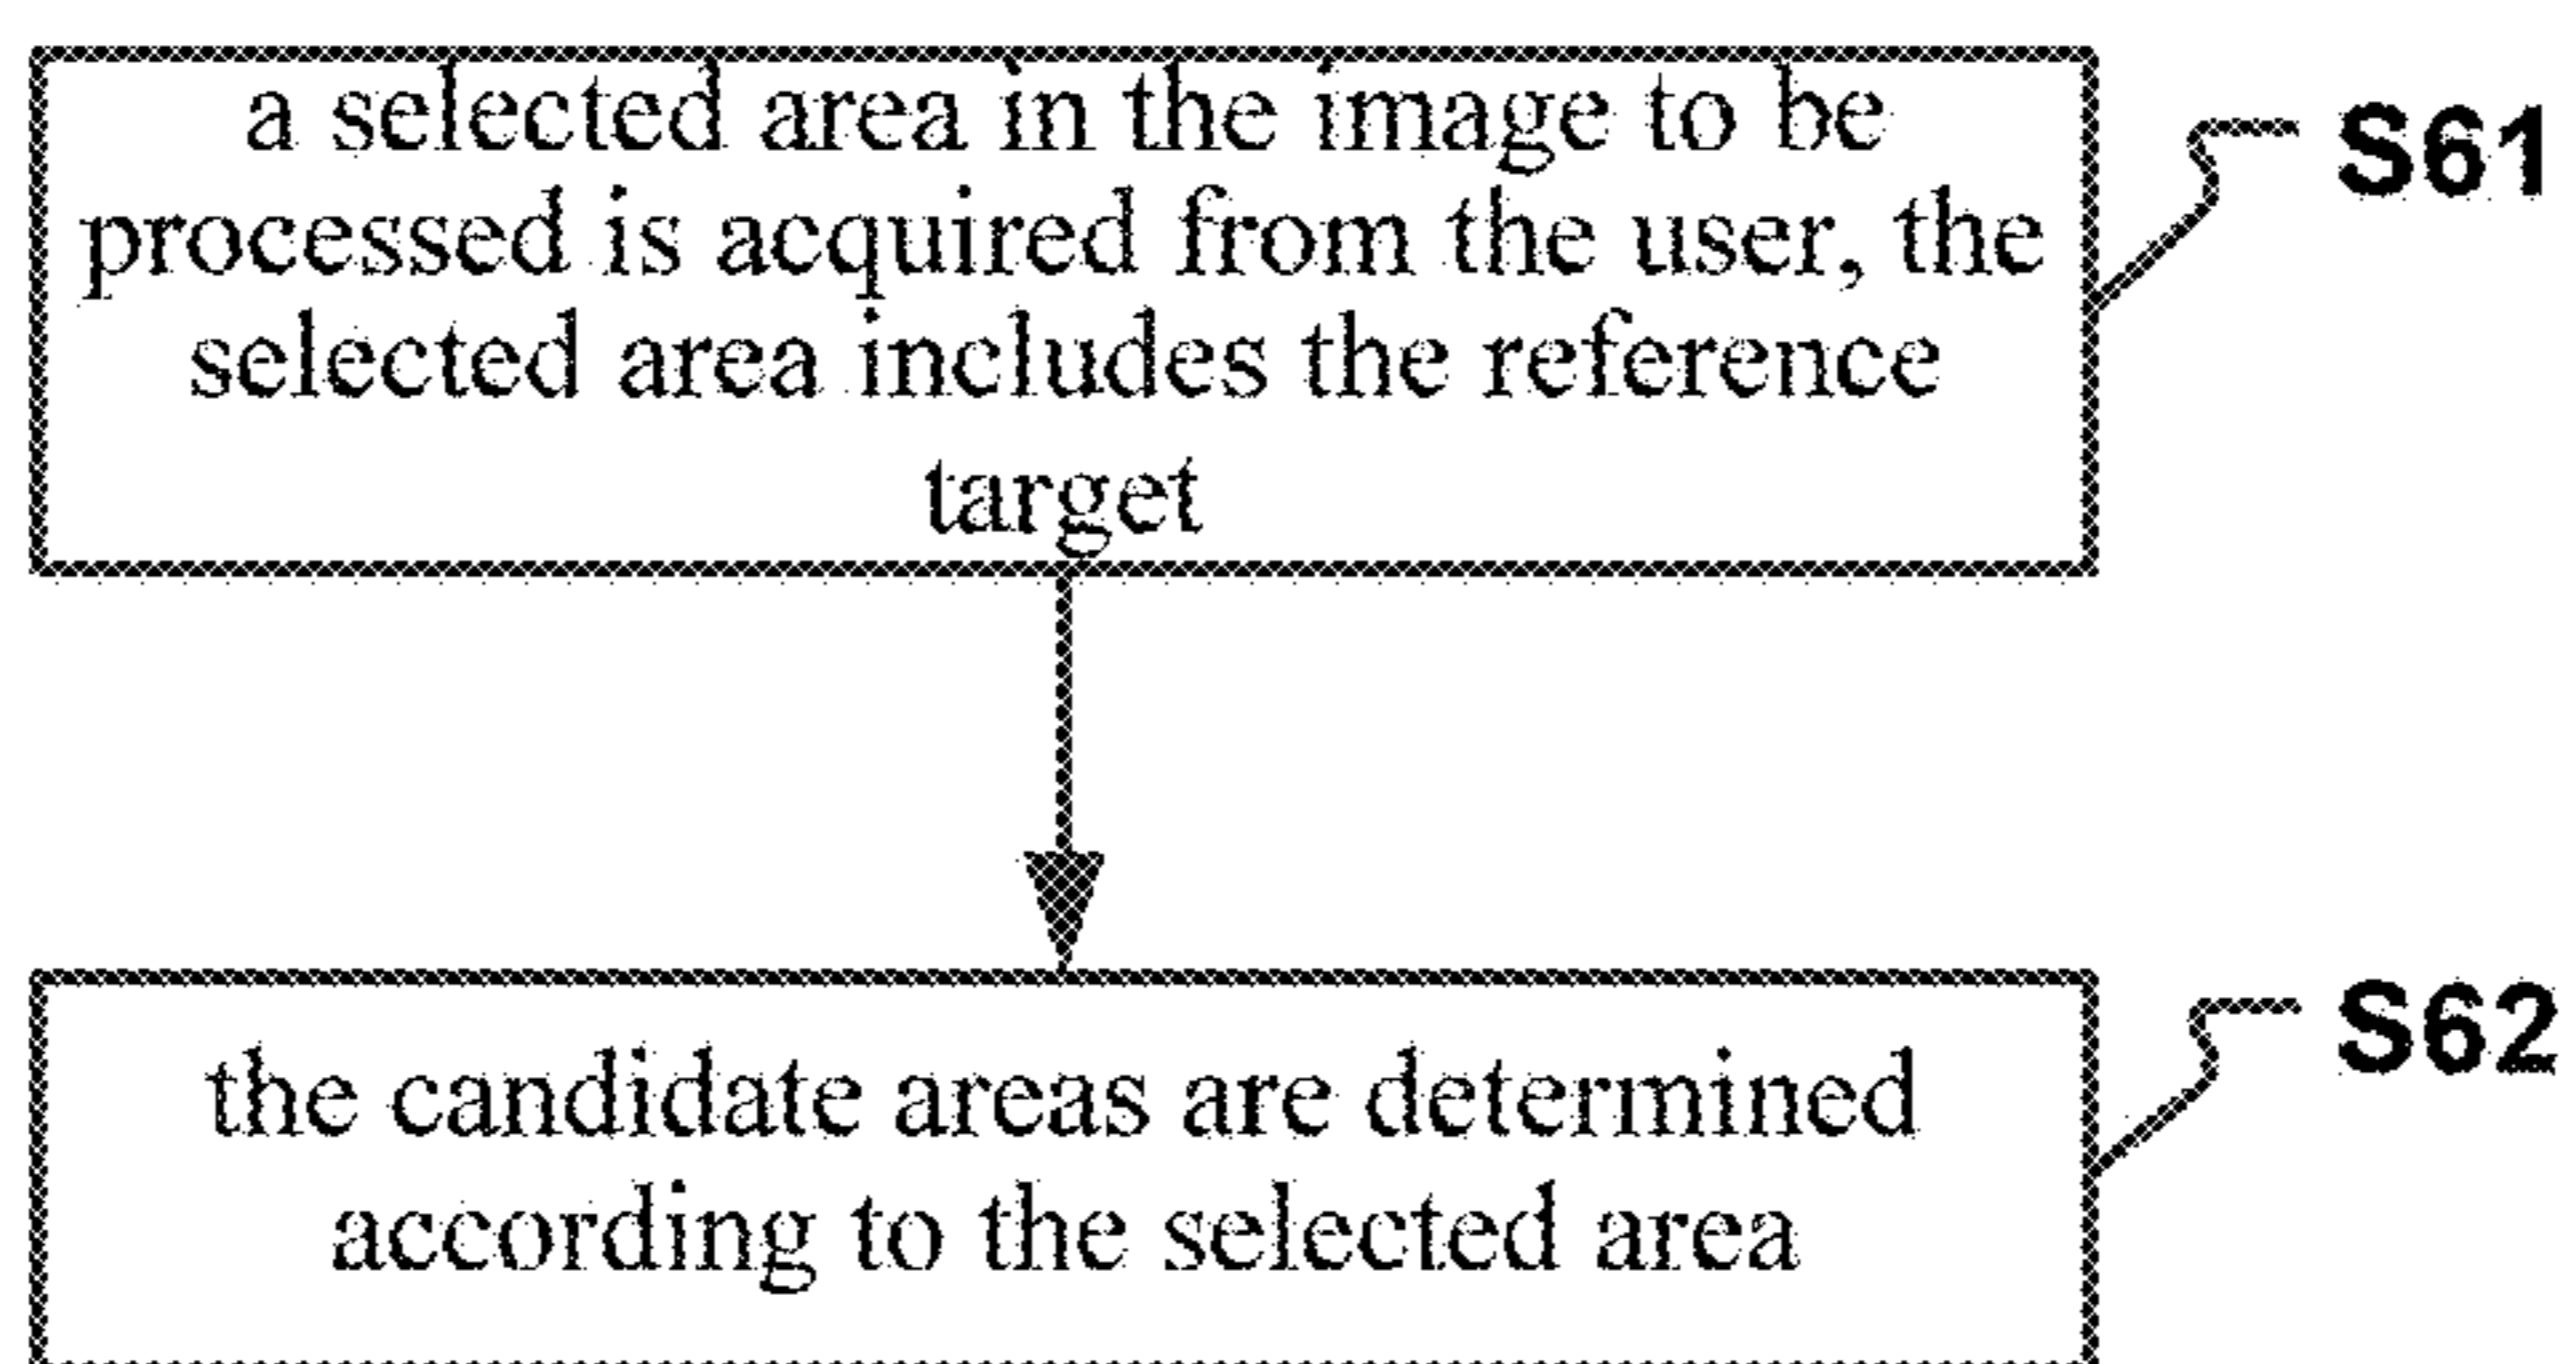 a selected area in the image to be
processed is acquired from the user, the
selected area includes the reference
target
S61
the candidate areas are determined
according to the selected area
S62